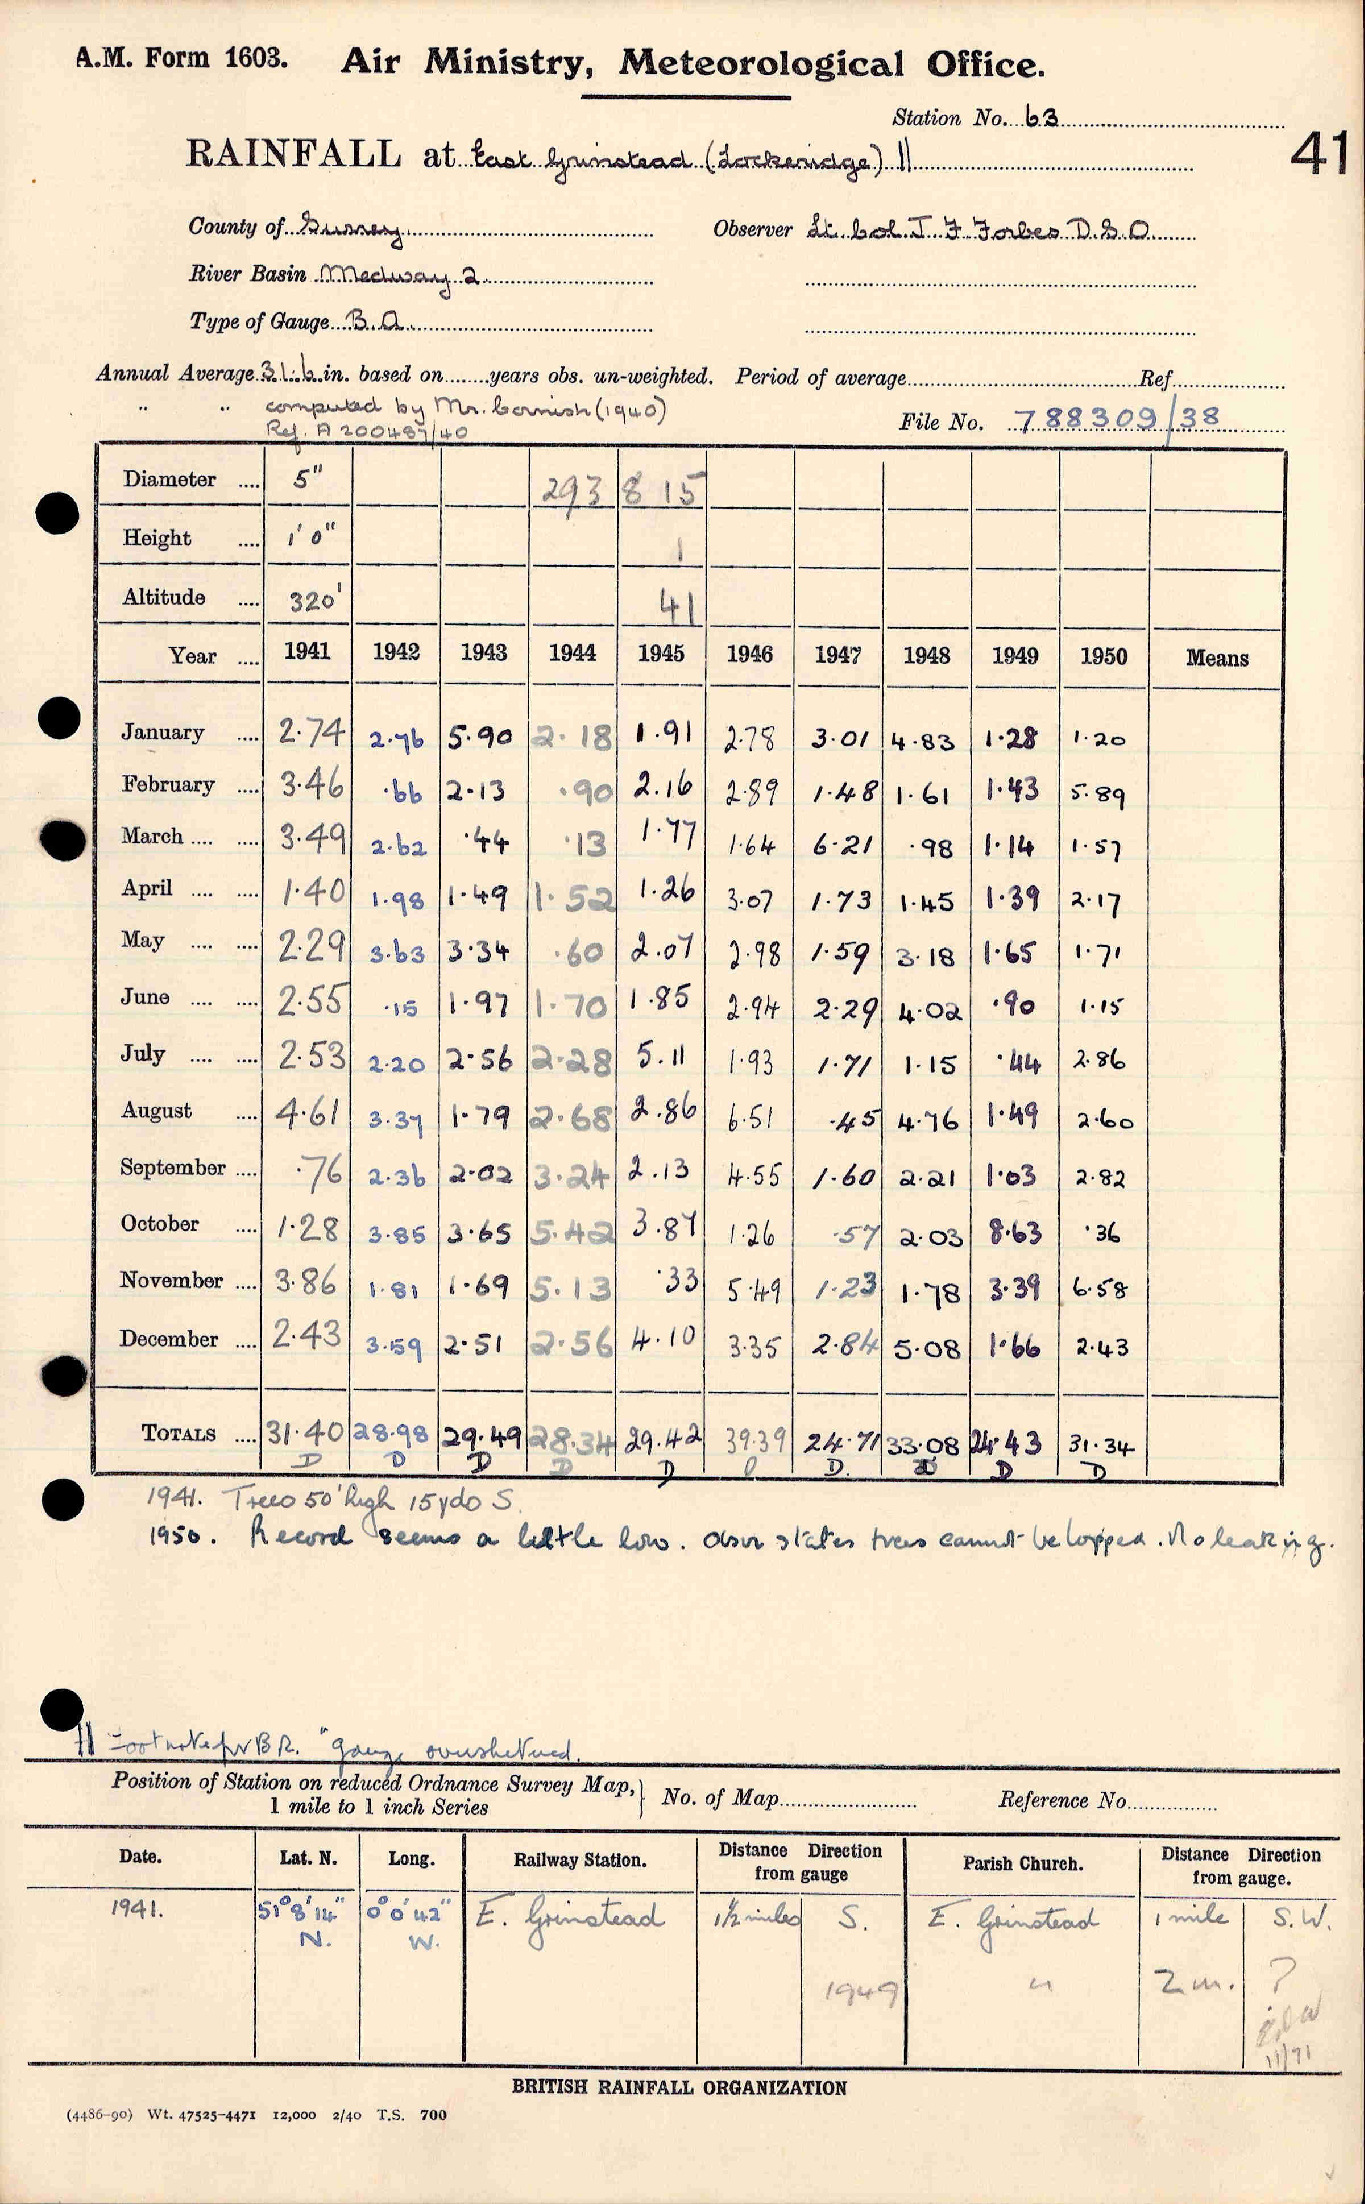 A.M. Form 1603. Air Ministry, Meteorological Office.
Station No. 63
RAINFALL at East Grinstead (Lockeridge) || 41
County of Surrey Observer Lt. Col. J. F. Forbes D.S.O.
River Basin Medway 2
Type of Gauge B.O.
Annual Average 31.6 in. based on ........ years obs. un-weighted. Period of average ........ Ref ........
" " computed by Mr. Cornish (1940)
Ref. A 200487/40 File No. 788309/38
Diameter .... 5" 293 8 15
Height .... 1' 0" 1
Altitude .... 320' 41
Year .... 1941 1942 1943 1944 1945 1946 1947 1948 1949 1950 Means
January .... 2.74 2.76 5.90 2.18 1.91 2.78 3.01 4.83 1.28 1.20
February .... 3.46 .66 2.13 .90 2.16 2.89 1.48 1.61 1.43 5.89
March .... .... 3.49 2.62 .44 .13 1.77 1.64 6.21 .98 1.14 1.57
April .... .... 1.40 1.98 1.49 1.52 1.26 3.07 1.73 1.45 1.39 2.17
May .... .... 2.29 3.63 3.34 .60 2.07 2.98 1.59 3.18 1.65 1.71
June .... .... 2.55 .15 1.97 1.70 1.85 2.94 2.29 4.02 .90 1.15
July .... .... 2.53 2.20 2.56 2.28 5.11 1.93 1.71 1.15 .44 2.86
August .... 4.61 3.37 1.79 2.68 2.86 6.51 .45 4.76 1.49 2.60
September .... .76 2.36 2.02 3.24 2.13 4.55 1.60 2.21 1.03 2.82
October .... 1.28 3.85 3.65 5.42 3.87 1.26 .57 2.03 8.63 .36
November .... 3.86 1.81 1.69 5.13 .33 5.49 1.23 1.78 3.39 6.58
December .... 2.43 3.59 2.51 2.56 4.10 3.35 2.84 5.08 1.66 2.43
TOTALS .... 31.40 28.98 29.49 28.34 29.42 39.39 24.71 33.08 24.43 31.34
D D D D D D D. D D D
1941. Trees 50' high 15 yds S.
1950. Record seems a little low. Obsr states trees cannot be lopped. No leaking.
|| Footnote for B R. "gauge oversheltered.
Position of Station on reduced Ordnance Survey Map, } No. of Map ........ Reference No. ........
1 mile to 1 inch Series
Date. Lat. N. Long. Railway Station. Distance Direction from gauge Parish Church. Distance Direction from gauge.
1941. 51° 8' 14" N. 0° 0' 42" W. E. Grinstead 1½ miles S. E. Grinstead 1 mile S.W.
1949 " 2 m. ?
11/71
BRITISH RAINFALL ORGANIZATION
(4486-90) Wt. 47525-4471 12,000 2/40 T.S. 700